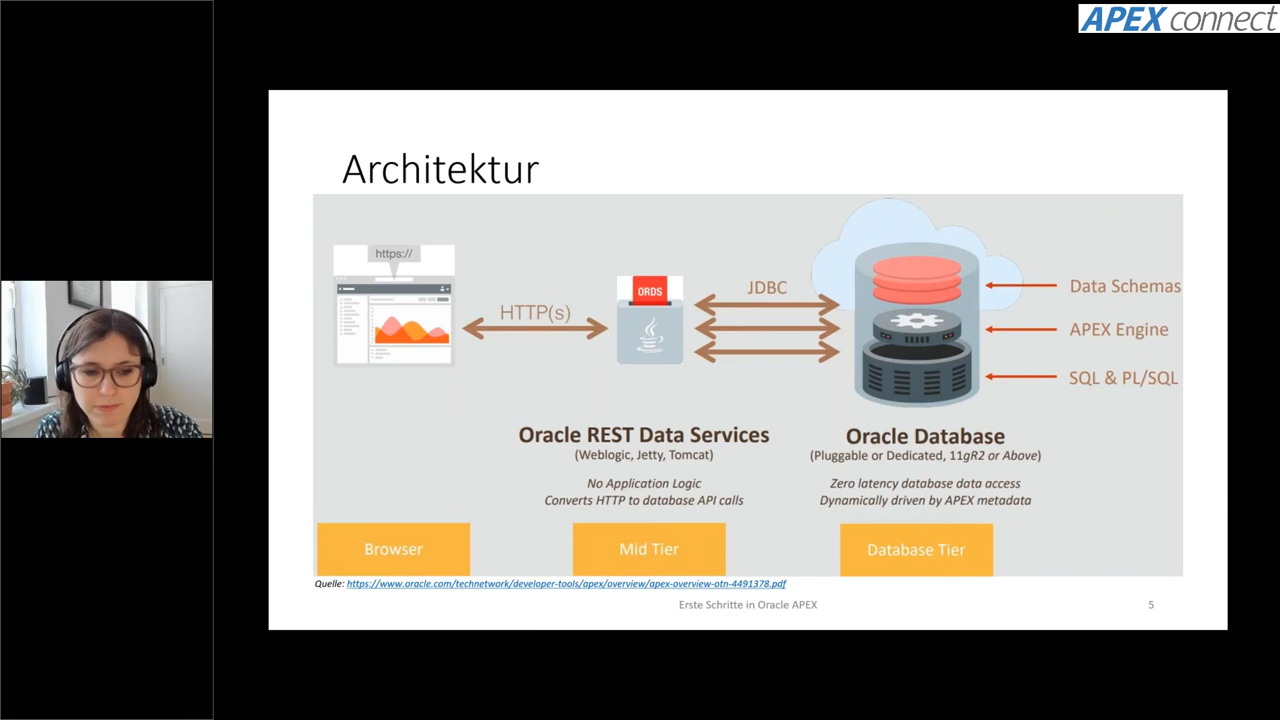 APEX connect
Architektur
https://
HTTP(s)
ORDS
JDBC
Data Schemas
APEX Engine
SQL & PL/SQL
Oracle REST Data Services
(Weblogic, Jetty, Tomcat)
No Application Logic
Converts HTTP to database API calls
Oracle Database
(Pluggable or Dedicated, 11gR2 or Above)
Zero latency database data access
Dynamically driven by APEX metadata
Browser
Mid Tier
Database Tier
Quelle: https://www.oracle.com/technetwork/developer-tools/apex/overview/apex-overview-otn-4491378.pdf
Erste Schritte in Oracle APEX
5